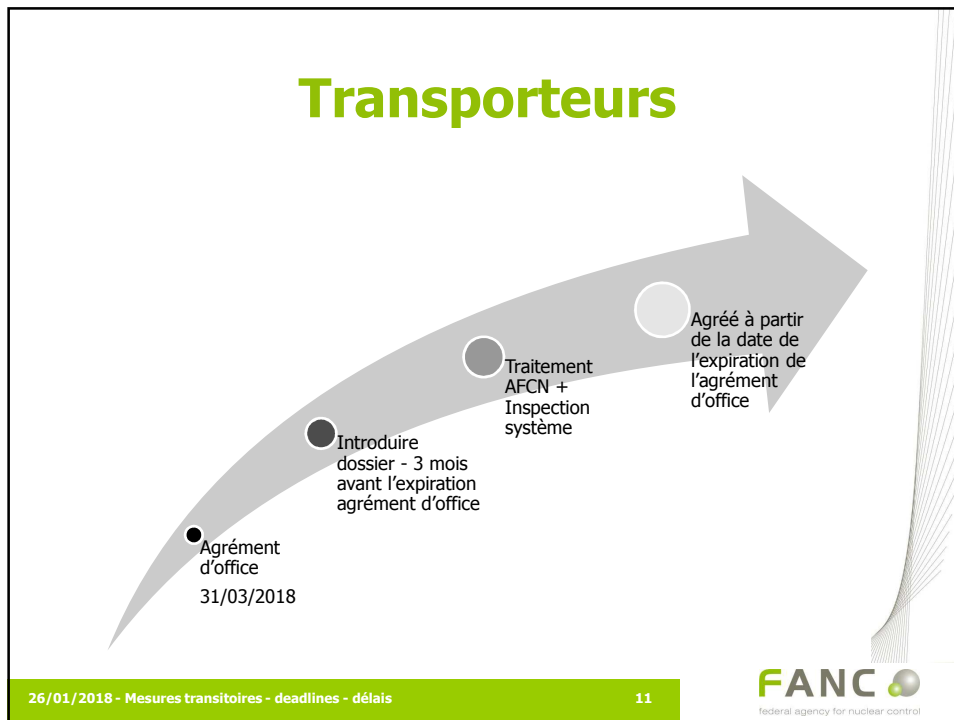 Transporteurs
Agrément
d'office
31/03/2018
Introduire
dossier - 3 mois
avant l'expiration
agrément d'office
Traitement
AFCN +
Inspection
système
Agréé à partir
de la date de
l'expiration de
l'agrément
d'office
26/01/2018 - Mesures transitoires - deadlines - délais
11
FANC
federal agency for nuclear control